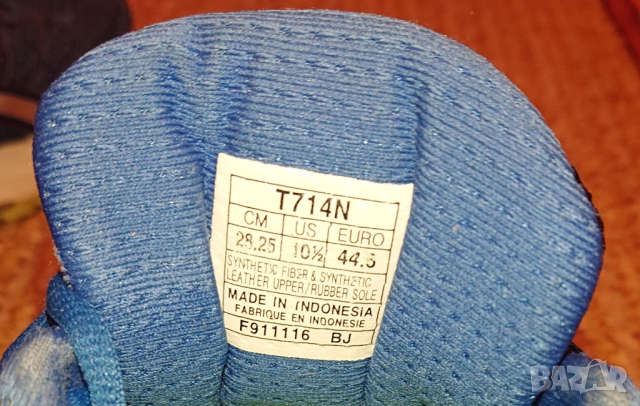 T714N
CM US EURO
28.25 10½ 44.5
SYNTHETIC FIBER & SYNTHETIC
LEATHER UPPER/RUBBER SOLE
MADE IN INDONESIA
FABRIQUE EN INDONESIE
F911116 BJ
BAZAR